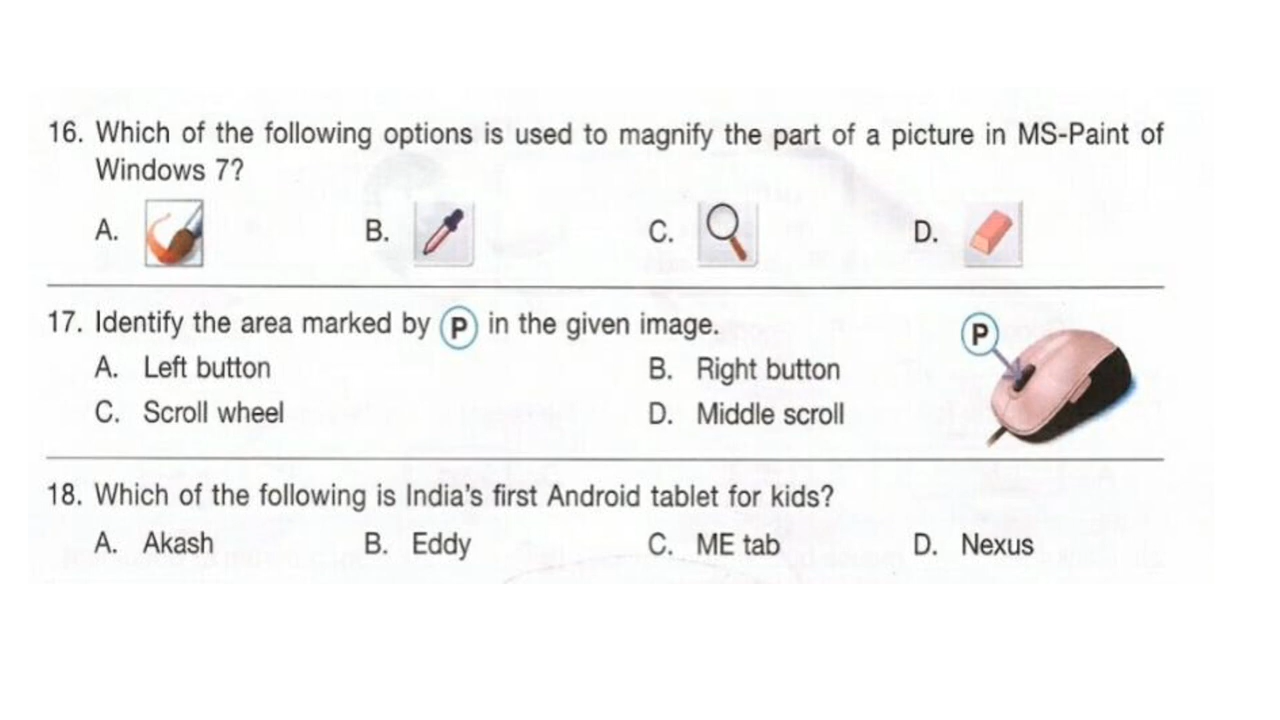 16. Which of the following options is used to magnify the part of a picture in MS-Paint of
Windows 7?
A. B. C. D.
17. Identify the area marked by P in the given image.
P
A. Left button B. Right button
C. Scroll wheel D. Middle scroll
18. Which of the following is India's first Android tablet for kids?
A. Akash B. Eddy C. ME tab D. Nexus